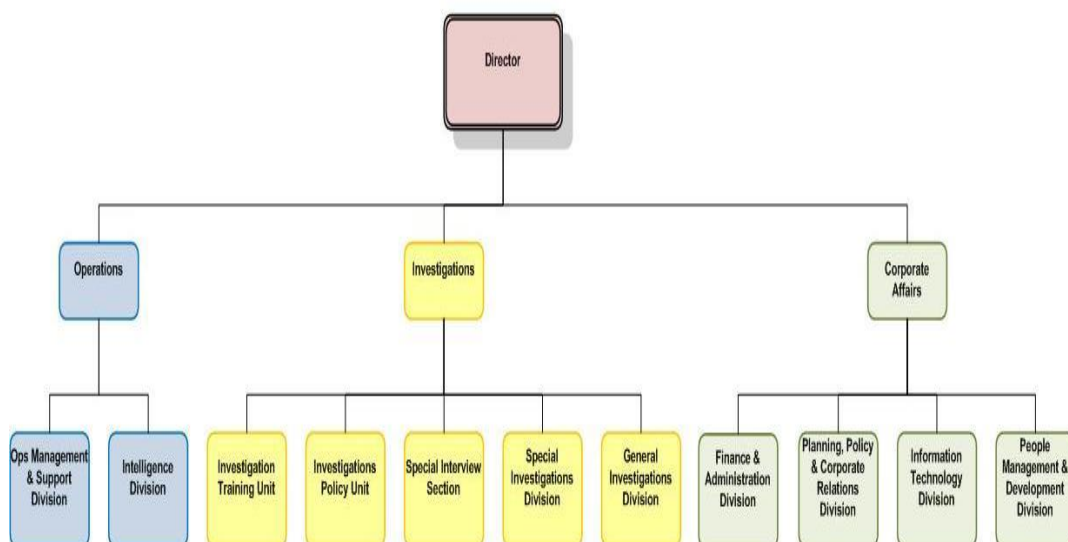 Director
Operations
Investigations
Corporate
Affairs
Ops Management
& Support
Division
Intelligence
Division
Investigation
Training Unit
Investigations
Policy Unit
Special Interview
Section
Special
Investigations
Division
General
Investigations
Division
Finance &
Administration
Division
Planning, Policy
& Corporate
Relations
Division
Information
Technology
Division
People
Management &
Development
Division